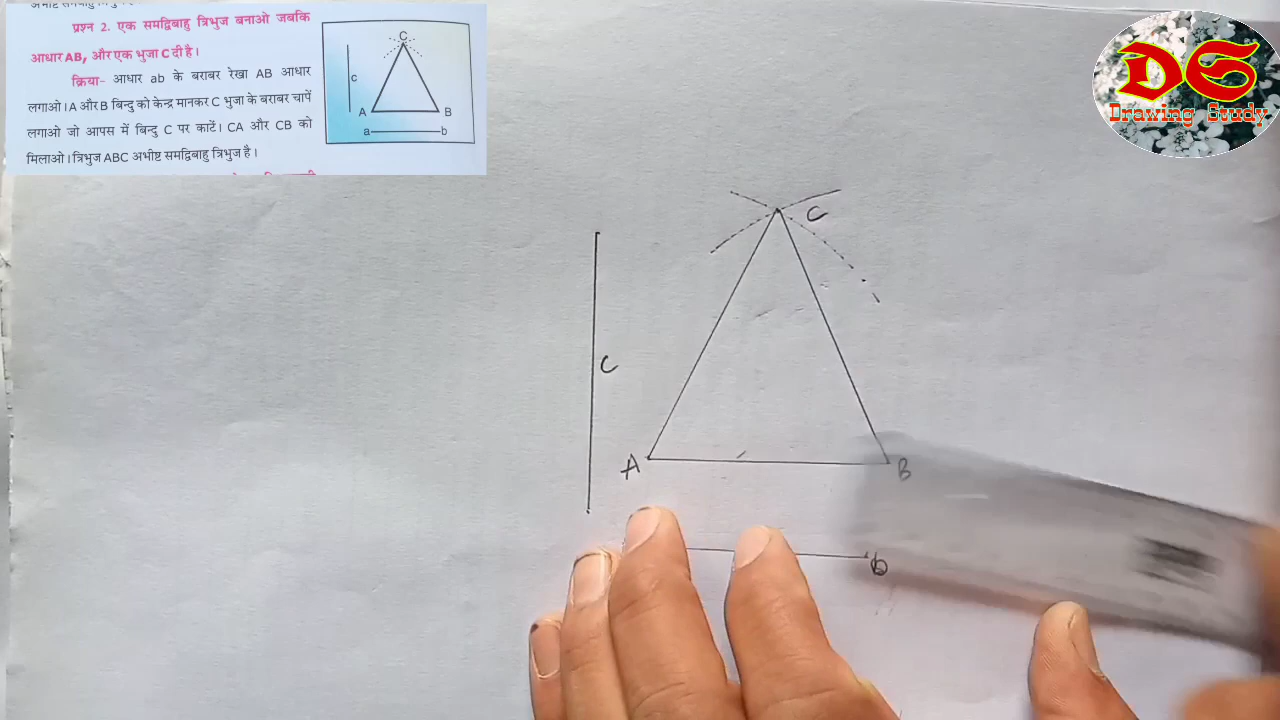 प्रश्न 2. एक समद्विबाहु त्रिभुज बनाओ जबकि
आधार AB, और एक भुजा C दी है।
क्रिया- आधार ab के बराबर रेखा AB आधार
लगाओ। A और B बिन्दु को केन्द्र मानकर C भुजा के बराबर चापें
लगाओ जो आपस में बिन्दु C पर काटें। CA और CB को
मिलाओ। त्रिभुज ABC अभीष्ट समद्विबाहु त्रिभुज है।
C
c
A
B
a
b
DS
Drawing Study
C
C
A
B
b